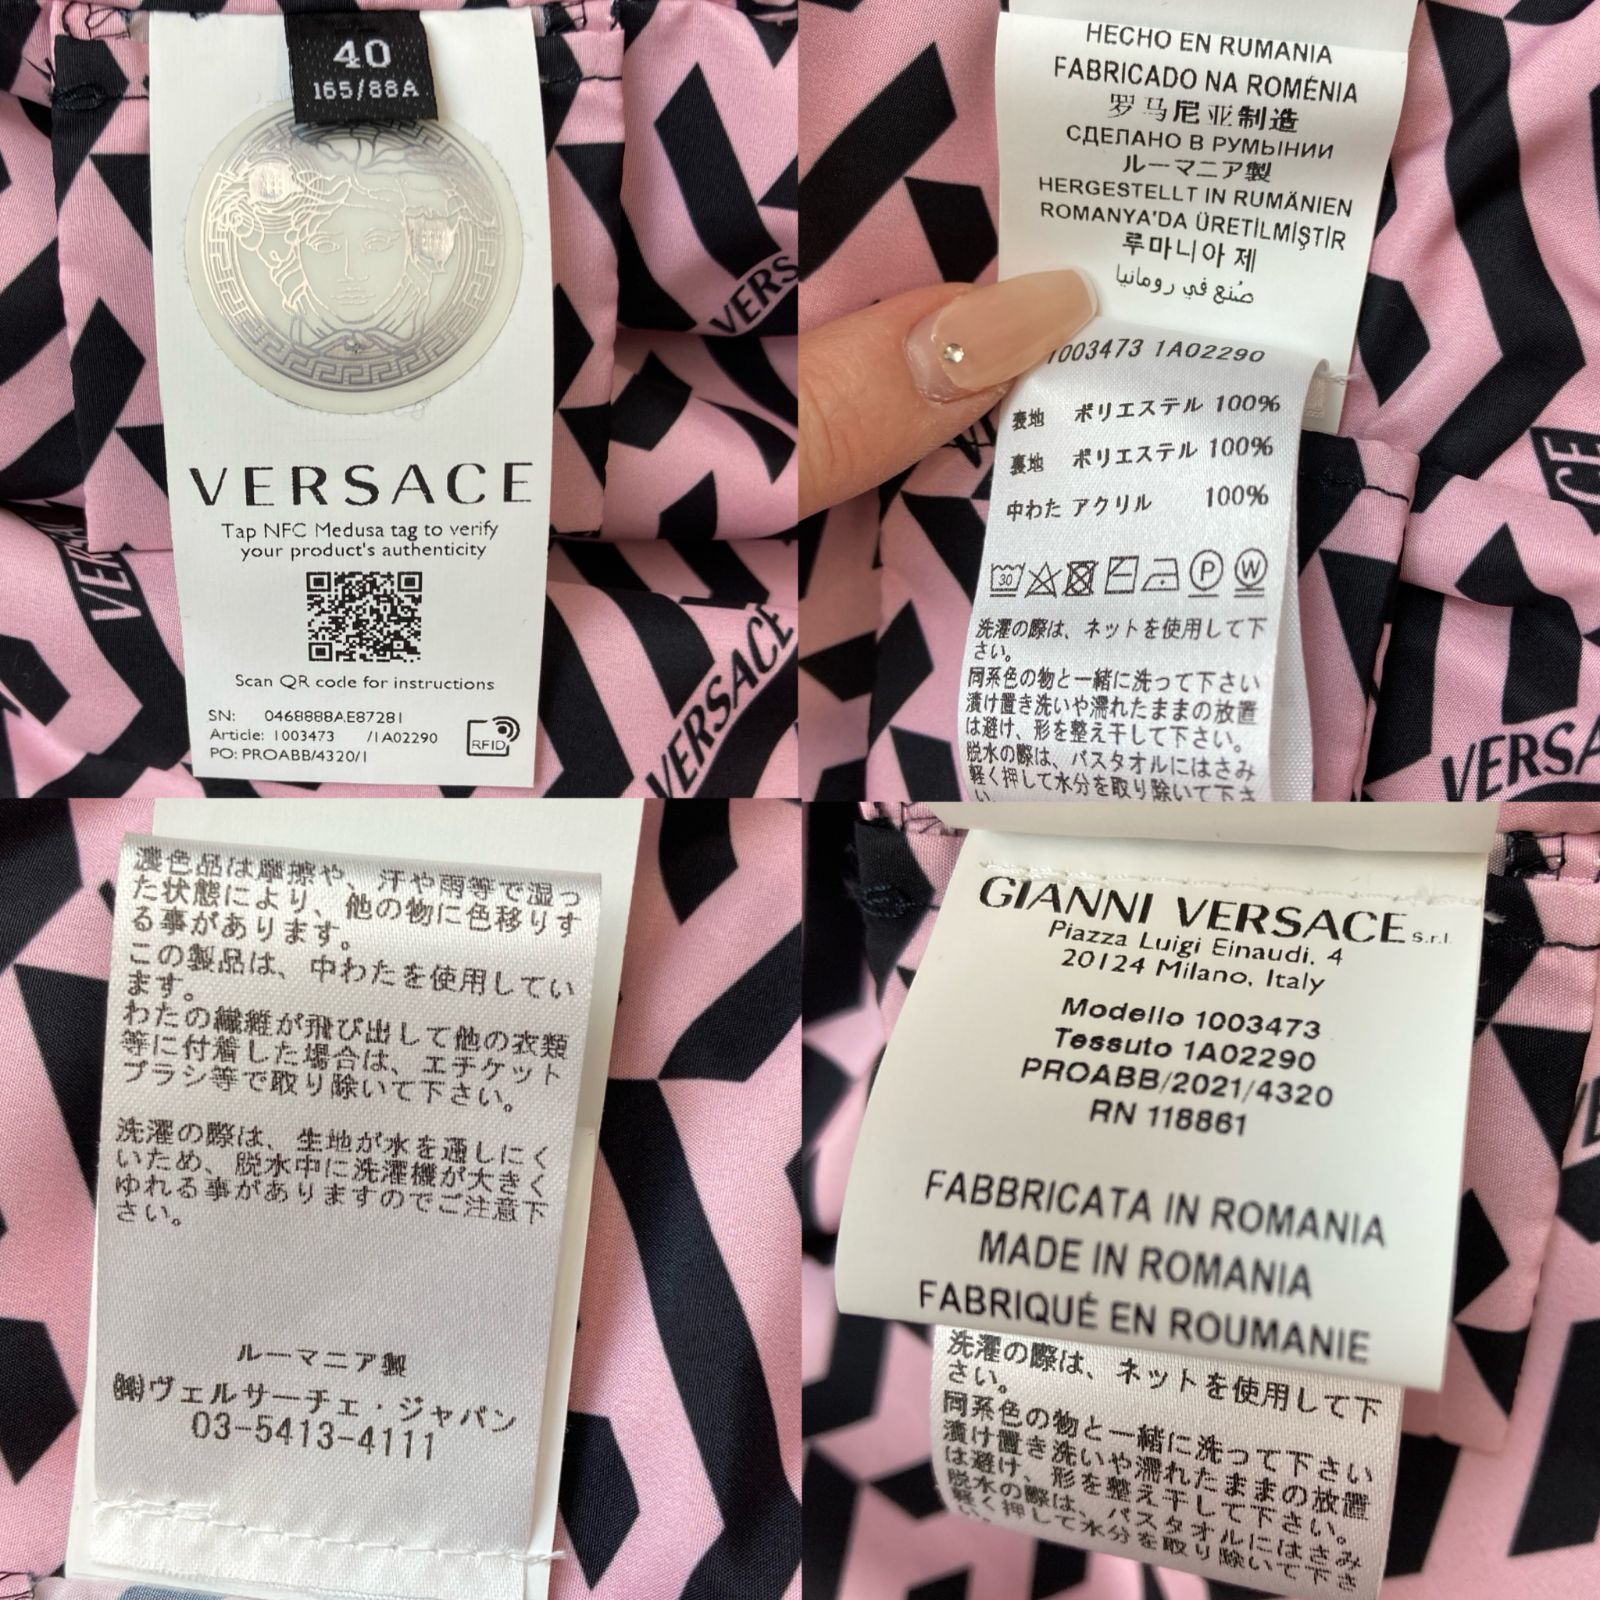 40
165/88A
VERSACE
Tap NFC Medusa tag to verify
your product's authenticity
Scan QR code for instructions
SN: 0468888AE87281
Article: 1003473 /1A02290
PO: PROABB/4320/1
RFID
VERS
VERSACE
HECHO EN RUMANIA
FABRICADO NA ROMÉNIA
罗马尼亚制造
СДЕЛАНО В РУМЫНИИ
ルーマニア製
HERGESTELLT IN RUMÄNIEN
ROMANYA'DA ÜRETİLMİŞTİR
루마니아 제
صُنع في رومانيا
1003473 1A02290
表地 ポリエステル 100%
裏地 ポリエステル 100%
中わた アクリル 100%
30
P
W
洗濯の際は、ネットを使用して下
さい。
同系色の物と一緒に洗って下さい
漬け置き洗いや濡れたままの放置
は避け、形を整え干して下さい。
脱水の際は、バスタオルにはさみ
軽く押して水分を取り除いて下さ
い。
CE
VERSA
濃色品は摩擦や、汗や雨等で湿っ
た状態により、他の物に色移りす
る事があります。
この製品は、中わたを使用してい
ます。
わたの繊維が飛び出して他の衣類
等に付着した場合は、エチケット
ブラシ等で取り除いて下さい。
洗濯の際は、生地が水を通しにく
いため、脱水中に洗濯機が大きく
ゆれる事がありますのでご注意下
さい。
ルーマニア製
㈱ヴェルサーチェ・ジャパン
03-5413-4111
GIANNI VERSACE s.r.l.
Piazza Luigi Einaudi, 4
20124 Milano, Italy
Modello 1003473
Tessuto 1A02290
PROABB/2021/4320
RN 118861
FABBRICATA IN ROMANIA
MADE IN ROMANIA
FABRIQUÉ EN ROUMANIE
洗濯の際は、ネットを使用して下
さい。
同系色の物と一緒に洗って下さい
漬け置き洗いや濡れたままの放置
は避け、形を整え干して下さい。
脱水の際は、バスタオルにはさみ
軽く押して水分を取り除いて下さ
い。